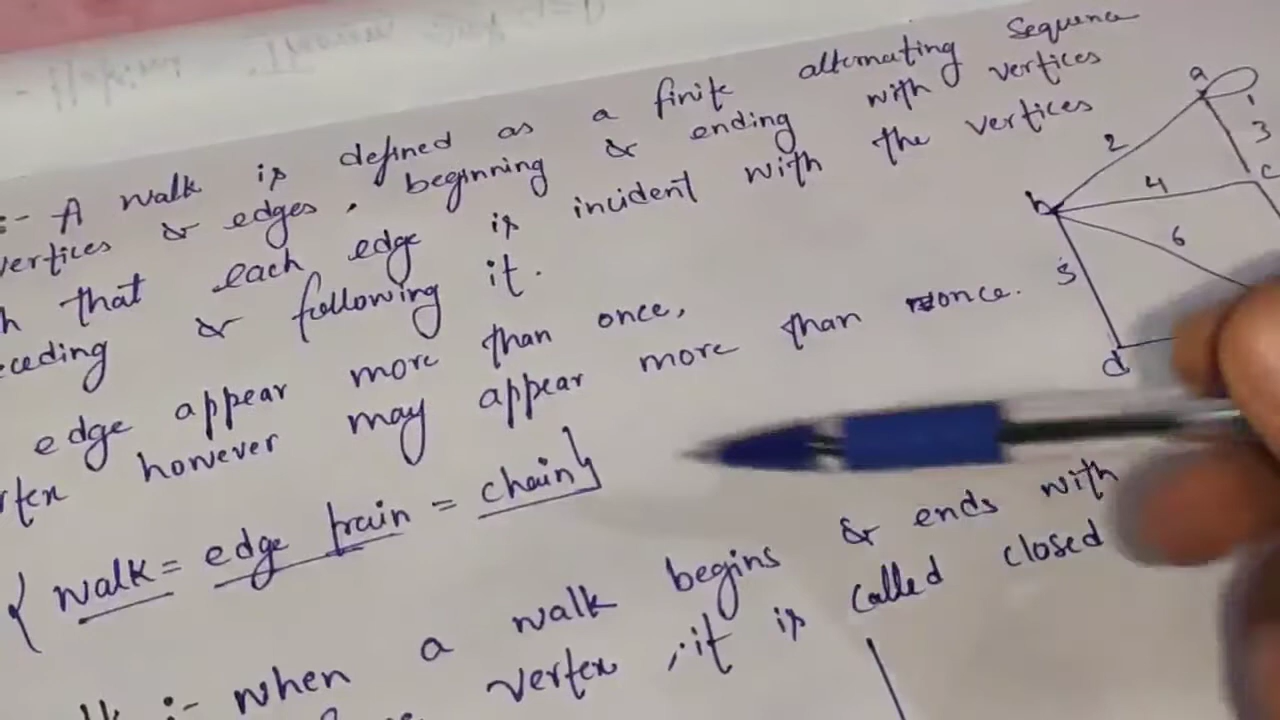 :- A walk is defined as a finite alternating Sequence
vertices & edges, beginning & ending with vertices
h that each edge is incident with the vertices
ceding & following it.
edge appear more than once,
rtex however may appear more than once.
{ walk = edge train = chain }
a
1
2
3
b
4
c
6
5
d
:- when a walk begins & ends with
vertex, it is called closed